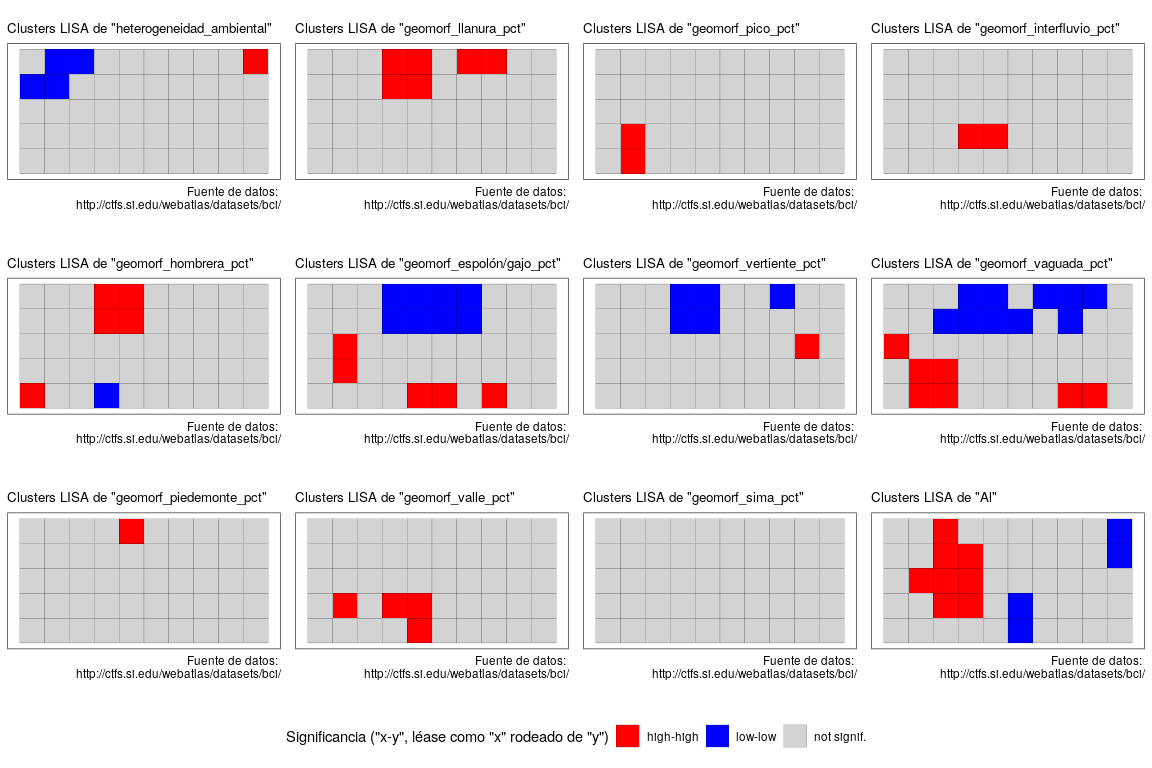 Clusters LISA de "heterogeneidad_ambiental"
Clusters LISA de "geomorf_llanura_pct"
Clusters LISA de "geomorf_pico_pct"
Clusters LISA de "geomorf_interfluvio_pct"
Fuente de datos:
http://ctfs.si.edu/webatlas/datasets/bci/
Fuente de datos:
http://ctfs.si.edu/webatlas/datasets/bci/
Fuente de datos:
http://ctfs.si.edu/webatlas/datasets/bci/
Fuente de datos:
http://ctfs.si.edu/webatlas/datasets/bci/
Clusters LISA de "geomorf_hombrera_pct"
Clusters LISA de "geomorf_espolón/gajo_pct"
Clusters LISA de "geomorf_vertiente_pct"
Clusters LISA de "geomorf_vaguada_pct"
Fuente de datos:
http://ctfs.si.edu/webatlas/datasets/bci/
Fuente de datos:
http://ctfs.si.edu/webatlas/datasets/bci/
Fuente de datos:
http://ctfs.si.edu/webatlas/datasets/bci/
Fuente de datos:
http://ctfs.si.edu/webatlas/datasets/bci/
Clusters LISA de "geomorf_piedemonte_pct"
Clusters LISA de "geomorf_valle_pct"
Clusters LISA de "geomorf_sima_pct"
Clusters LISA de "Al"
Fuente de datos:
http://ctfs.si.edu/webatlas/datasets/bci/
Fuente de datos:
http://ctfs.si.edu/webatlas/datasets/bci/
Fuente de datos:
http://ctfs.si.edu/webatlas/datasets/bci/
Fuente de datos:
http://ctfs.si.edu/webatlas/datasets/bci/
Significancia ("x-y", léase como "x" rodeado de "y") high-high low-low not signif.